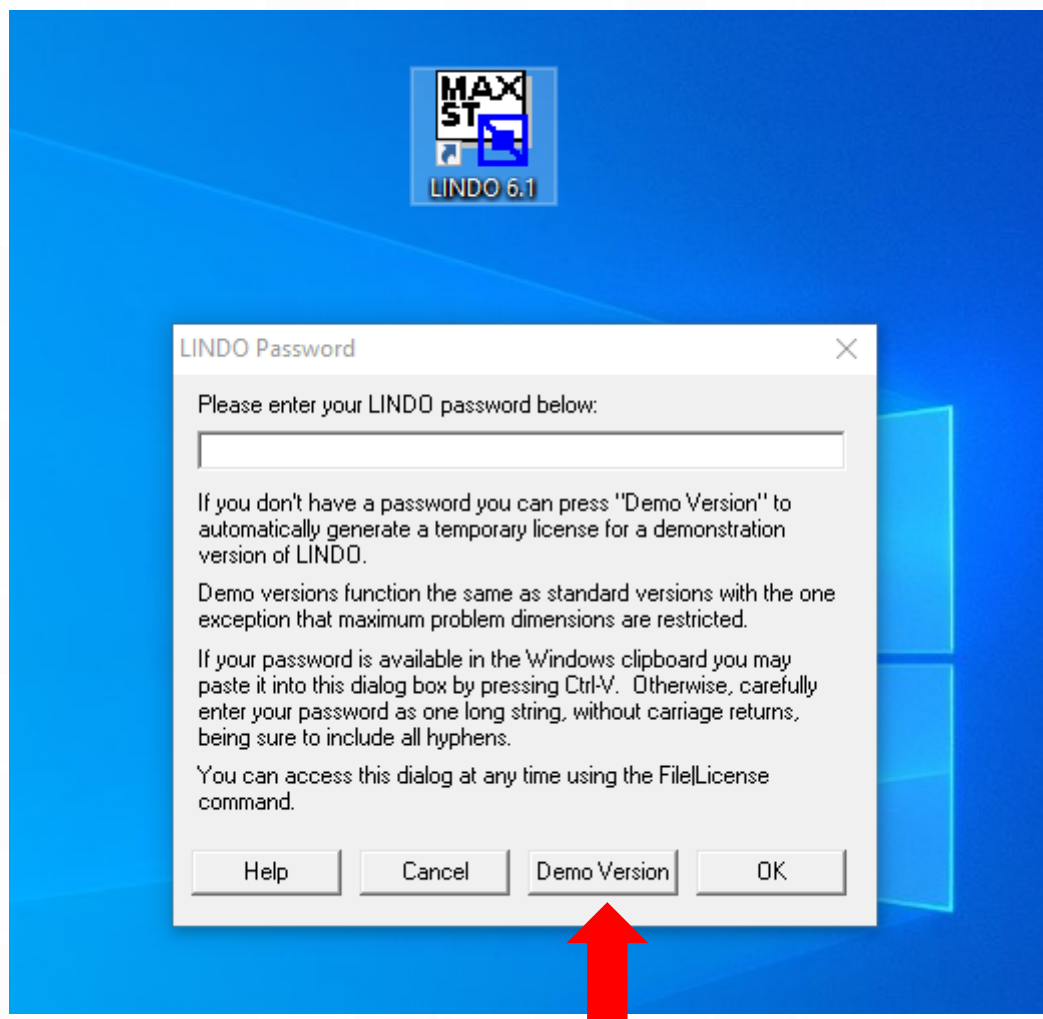 MAX
ST
LINDO 6.1
LINDO Password
Please enter your LINDO password below:
If you don't have a password you can press "Demo Version" to
automatically generate a temporary license for a demonstration
version of LINDO.
Demo versions function the same as standard versions with the one
exception that maximum problem dimensions are restricted.
If your password is available in the Windows clipboard you may
paste it into this dialog box by pressing Ctrl-V.  Otherwise, carefully
enter your password as one long string, without carriage returns,
being sure to include all hyphens.
You can access this dialog at any time using the File|License
command.
Help Cancel Demo Version OK